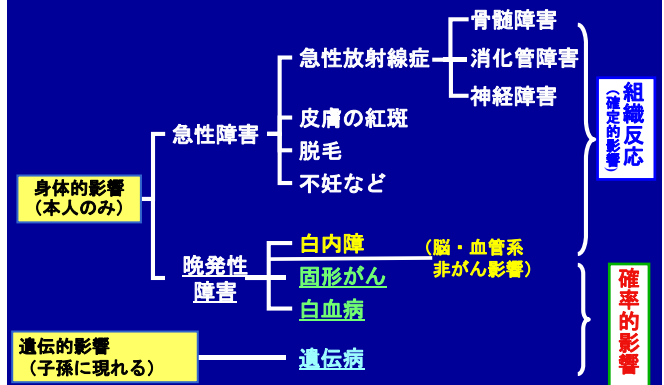 骨髄障害
急性放射線症
消化管障害
神経障害
皮膚の紅斑
急性障害
脱毛
不妊など
組織反応
(確定的影響)
身体的影響
(本人のみ)
白内障
(脳・血管系
非がん影響)
晩発性
障害
固形がん
白血病
確率的影響
遺伝的影響
(子孫に現れる)
遺伝病